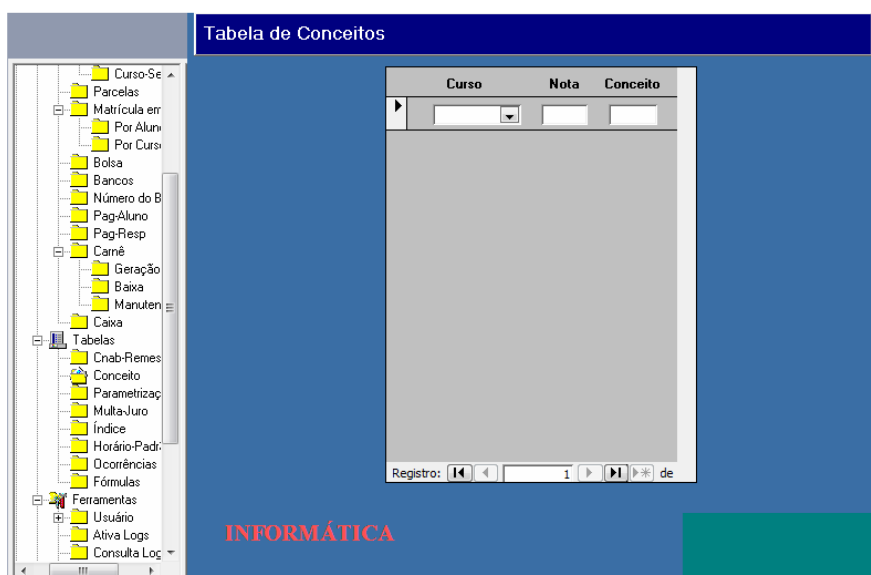 Tabela de Conceitos
Curso-Se
Parcelas
Matrícula em
Por Aluno
Por Curso
Bolsa
Bancos
Número do B
Pag-Aluno
Pag-Resp
Carnê
Geração
Baixa
Manuten
Caixa
Tabelas
Cnab-Remes
Conceito
Parametrizaç
Multa-Juro
Índice
Horário-Padr
Ocorrências
Fórmulas
Ferramentas
Usuário
Ativa Logs
Consulta Log
Curso Nota Conceito
Registro: 1 de
INFORMÁTICA